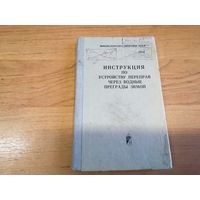 ИНСТРУКЦИЯ
ПО
УСТРОЙСТВУ ПЕРЕПРАВ
ЧЕРЕЗ ВОДНЫЕ
ПРЕГРАДЫ ЗИМОЙ